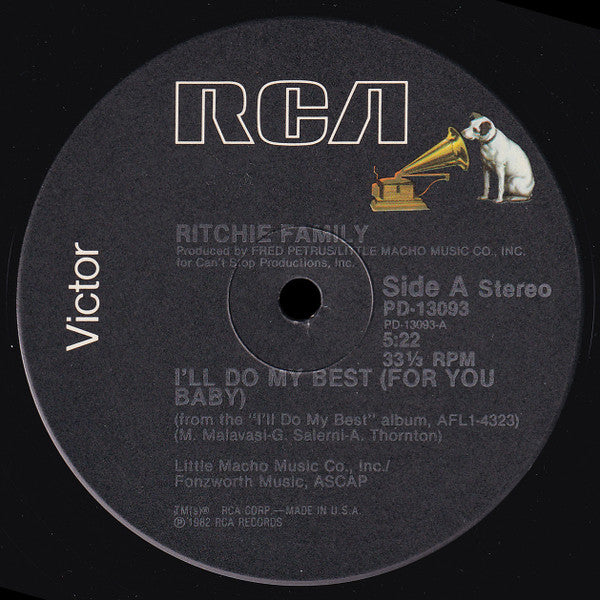 RCA
Victor
RITCHIE FAMILY
Produced by FRED PETRUS/LITTLE MACHO MUSIC CO., INC.
for Can't Stop Productions, Inc.
Side A Stereo
PD-13093
PD-13093-A
5:22
33⅓ RPM
I'LL DO MY BEST (FOR YOU
BABY)
(from the "I'll Do My Best" album, AFL1-4323)
(M. Malavasi-G. Salerni-A. Thornton)
Little Macho Music Co., Inc./
Fonzworth Music, ASCAP
TM(s)® RCA CORP.—MADE IN U.S.A.
℗ 1982 RCA RECORDS